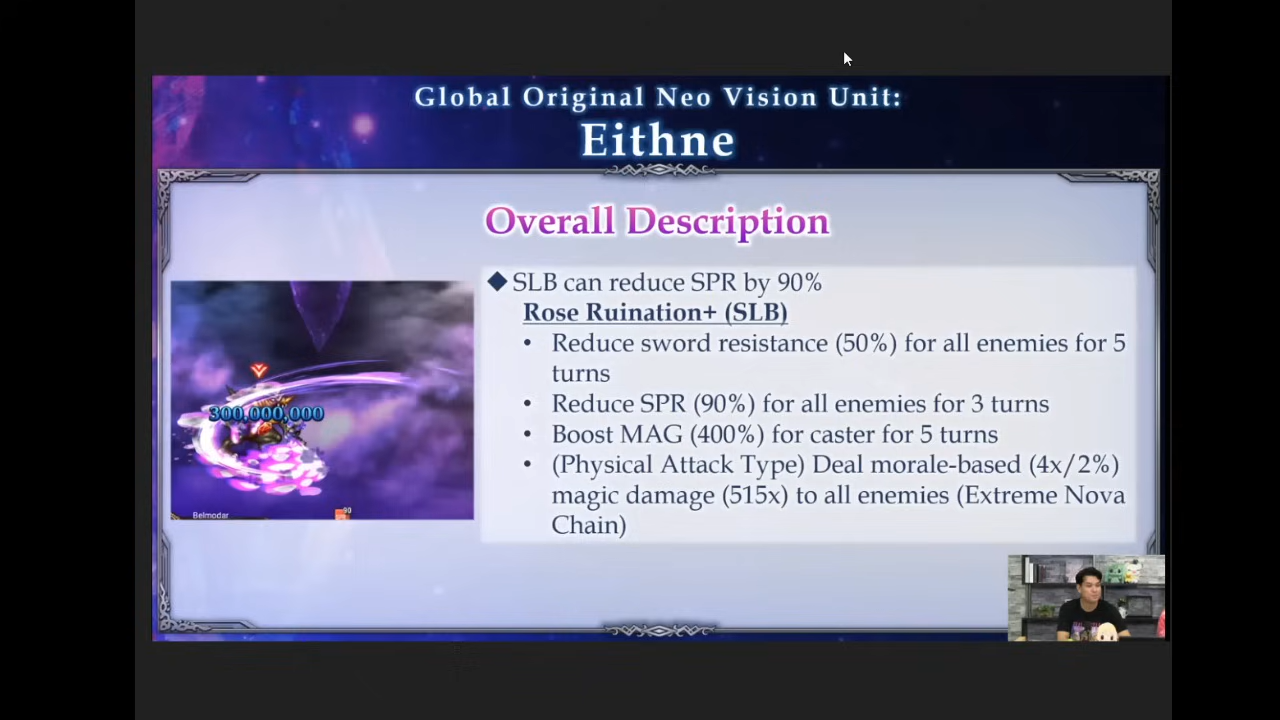 Global Original Neo Vision Unit:
Eithne
Overall Description
◆ SLB can reduce SPR by 90%
Rose Ruination+ (SLB)
• Reduce sword resistance (50%) for all enemies for 5
turns
• Reduce SPR (90%) for all enemies for 3 turns
• Boost MAG (400%) for caster for 5 turns
• (Physical Attack Type) Deal morale-based (4x/2%)
magic damage (515x) to all enemies (Extreme Nova
Chain)
300,000,000
Belmodar
90